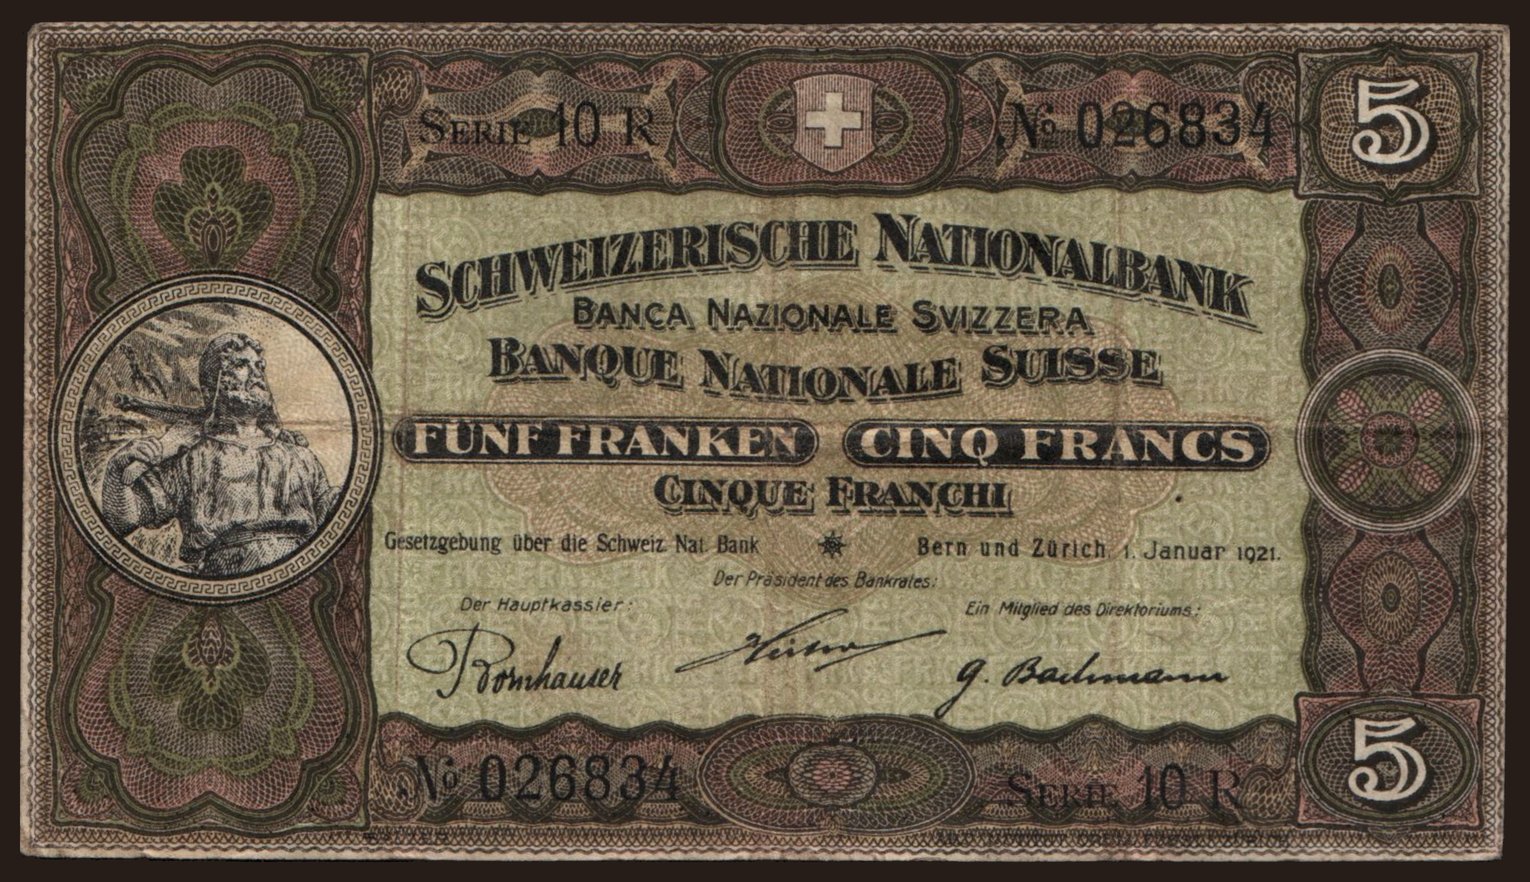 SERIE 10 R
No 026834
5
SCHWEIZERISCHE NATIONALBANK
BANCA NAZIONALE SVIZZERA
BANQUE NATIONALE SUISSE
FÜNF FRANKEN CINQ FRANCS
CINQUE FRANCHI
Gesetzgebung über die Schweiz. Nat. Bank
Bern und Zürich, 1. Januar 1921.
Der Präsident des Bankrates:
Der Hauptkassier:
Ein Mitglied des Direktoriums:
Bornhauser
G. Bachmann
5
No 026834
SERIE 10 R